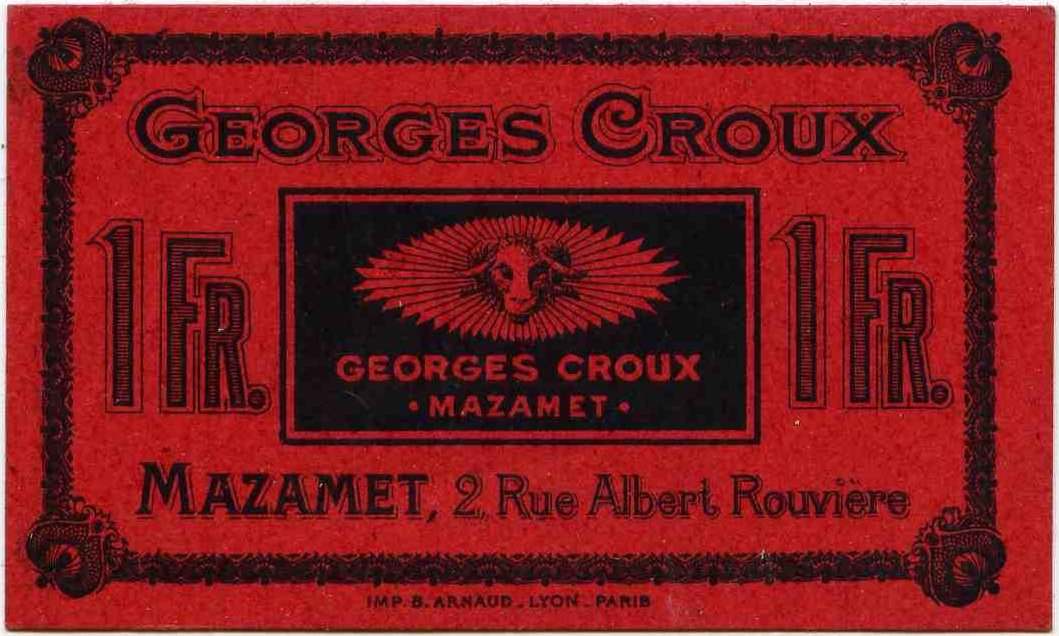 GEORGES CROUX
1 FR. 1 FR.
GEORGES CROUX
• MAZAMET •
MAZAMET, 2, Rue Albert Rouvière
IMP. B. ARNAUD. LYON. PARIS